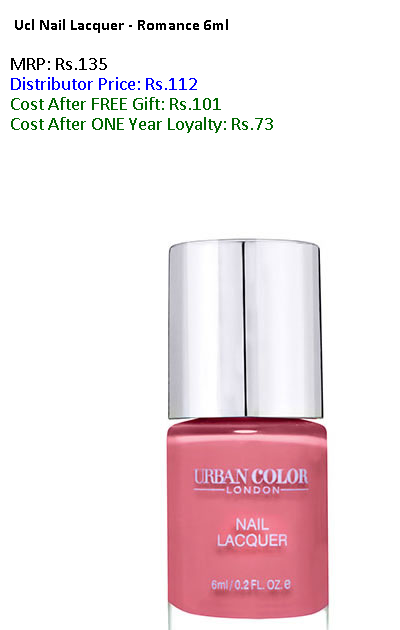 Ucl Nail Lacquer - Romance 6ml
MRP: Rs.135
Distributor Price: Rs.112
Cost After FREE Gift: Rs.101
Cost After ONE Year Loyalty: Rs.73
URBAN COLOR
LONDON
NAIL
LACQUER
6ml/0.2 FL. OZ. e